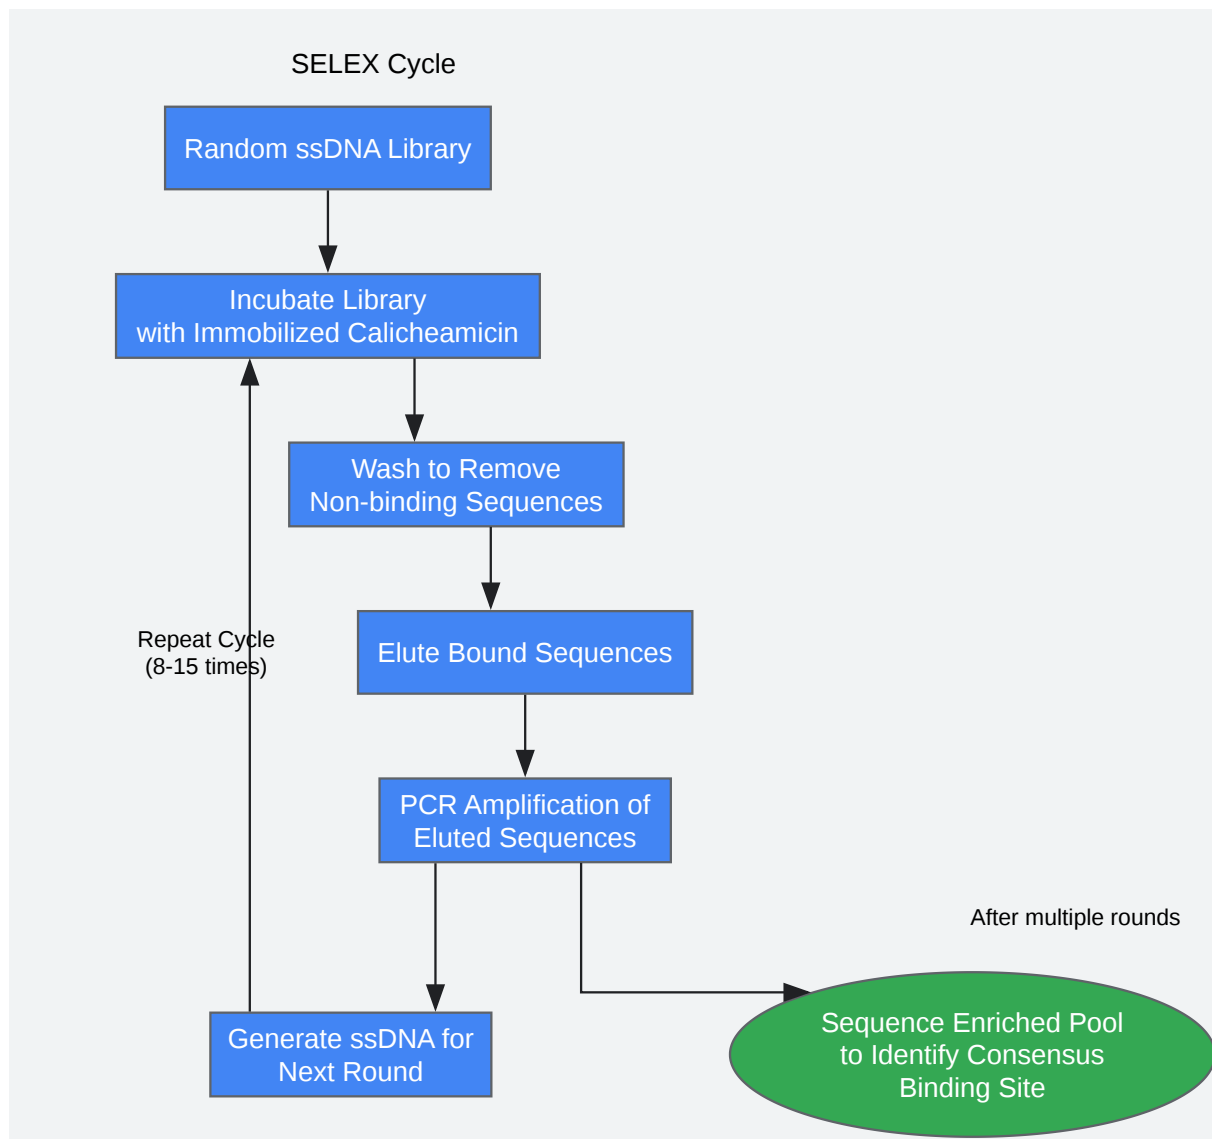 SELEX Cycle
Random ssDNA Library
Incubate Library
with Immobilized Calicheamicin
Wash to Remove
Non-binding Sequences
Elute Bound Sequences
Repeat Cycle
(8-15 times)
PCR Amplification of
Eluted Sequences
After multiple rounds
Generate ssDNA for
Next Round
Sequence Enriched Pool
to Identify Consensus
Binding Site